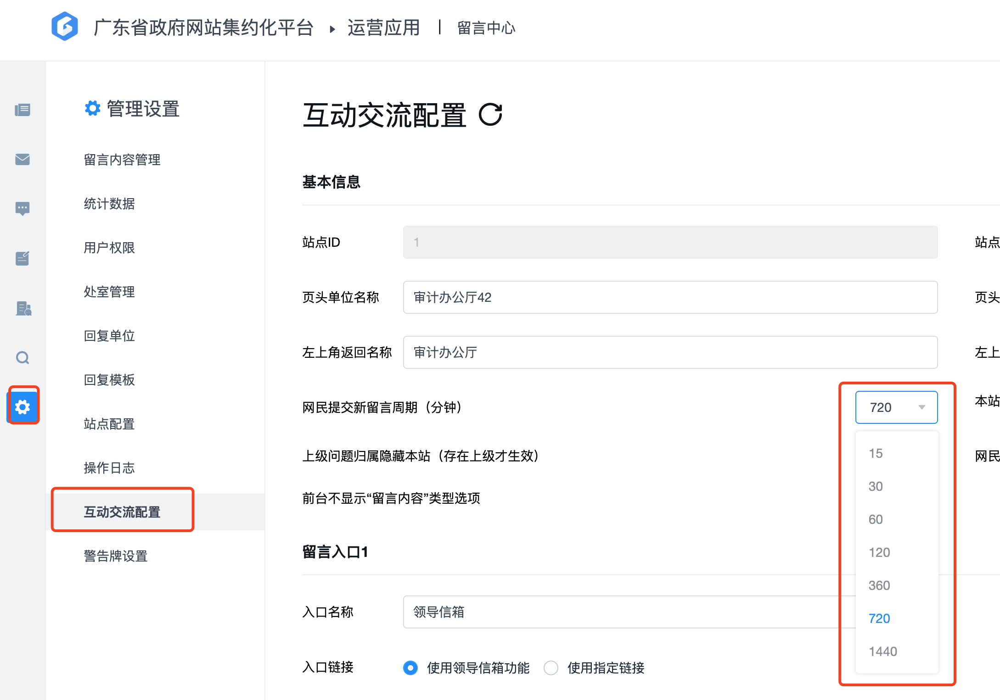 广东省政府网站集约化平台 运营应用 | 留言中心
管理设置
留言内容管理
统计数据
用户权限
处室管理
回复单位
回复模板
站点配置
操作日志
互动交流配置
警告牌设置
互动交流配置
基本信息
站点ID 1 站点
页头单位名称 审计办公厅42 页头
左上角返回名称 审计办公厅 左上
网民提交新留言周期（分钟） 720 本站
上级问题归属隐藏本站（存在上级才生效） 网民
前台不显示“留言内容”类型选项
15
30
60
120
360
720
1440
留言入口1
入口名称 领导信箱
入口链接 使用领导信箱功能 使用指定链接